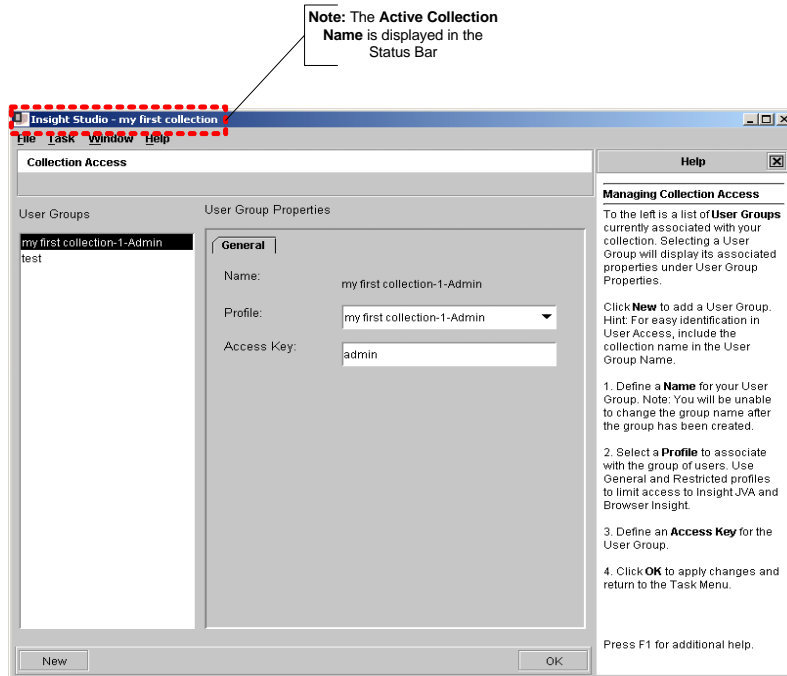 Note: The Active Collection
Name is displayed in the
Status Bar
Insight Studio - my first collection
File Task Window Help
Collection Access
User Groups
my first collection-1-Admin
test
User Group Properties
General
Name:
my first collection-1-Admin
Profile:
my first collection-1-Admin
Access Key:
admin
New
OK
Help
Managing Collection Access
To the left is a list of User Groups
currently associated with your
collection. Selecting a User
Group will display its associated
properties under User Group
Properties.
Click New to add a User Group.
Hint: For easy identification in
User Access, include the
collection name in the User
Group Name.
1. Define a Name for your User
Group. Note: You will be unable
to change the group name after
the group has been created.
2. Select a Profile to associate
with the group of users. Use
General and Restricted profiles
to limit access to Insight JVA and
Browser Insight.
3. Define an Access Key for the
User Group.
4. Click OK to apply changes and
return to the Task Menu.
Press F1 for additional help.